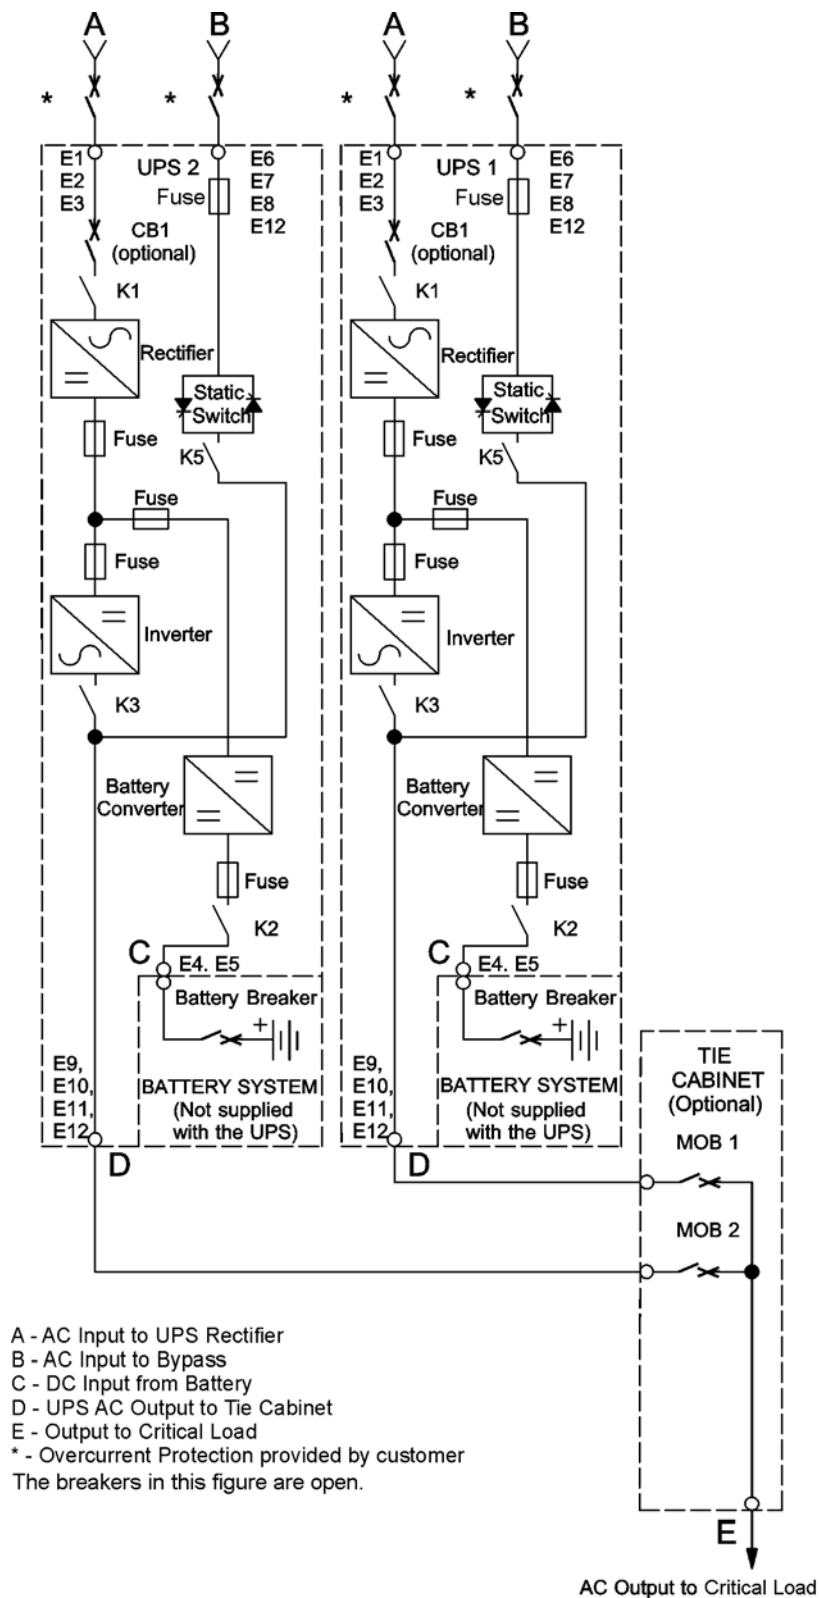 A
B
A
B
*
*
*
*
E1
E2
E3
UPS 2
Fuse
E6
E7
E8
E12
CB1
(optional)
K1
Rectifier
Static
Switch
Fuse
K5
Fuse
Fuse
Inverter
K3
Battery
Converter
Fuse
K2
C
E4. E5
Battery Breaker
+
BATTERY SYSTEM
(Not supplied
with the UPS)
E9,
E10,
E11,
E12
D
E1
E2
E3
UPS 1
Fuse
E6
E7
E8
E12
CB1
(optional)
K1
Rectifier
Static
Switch
Fuse
K5
Fuse
Fuse
Inverter
K3
Battery
Converter
Fuse
K2
C
E4. E5
Battery Breaker
+
BATTERY SYSTEM
(Not supplied
with the UPS)
E9,
E10,
E11,
E12
D
TIE
CABINET
(Optional)
MOB 1
MOB 2
E
AC Output to Critical Load
A - AC Input to UPS Rectifier
B - AC Input to Bypass
C - DC Input from Battery
D - UPS AC Output to Tie Cabinet
E - Output to Critical Load
* - Overcurrent Protection provided by customer
The breakers in this figure are open.